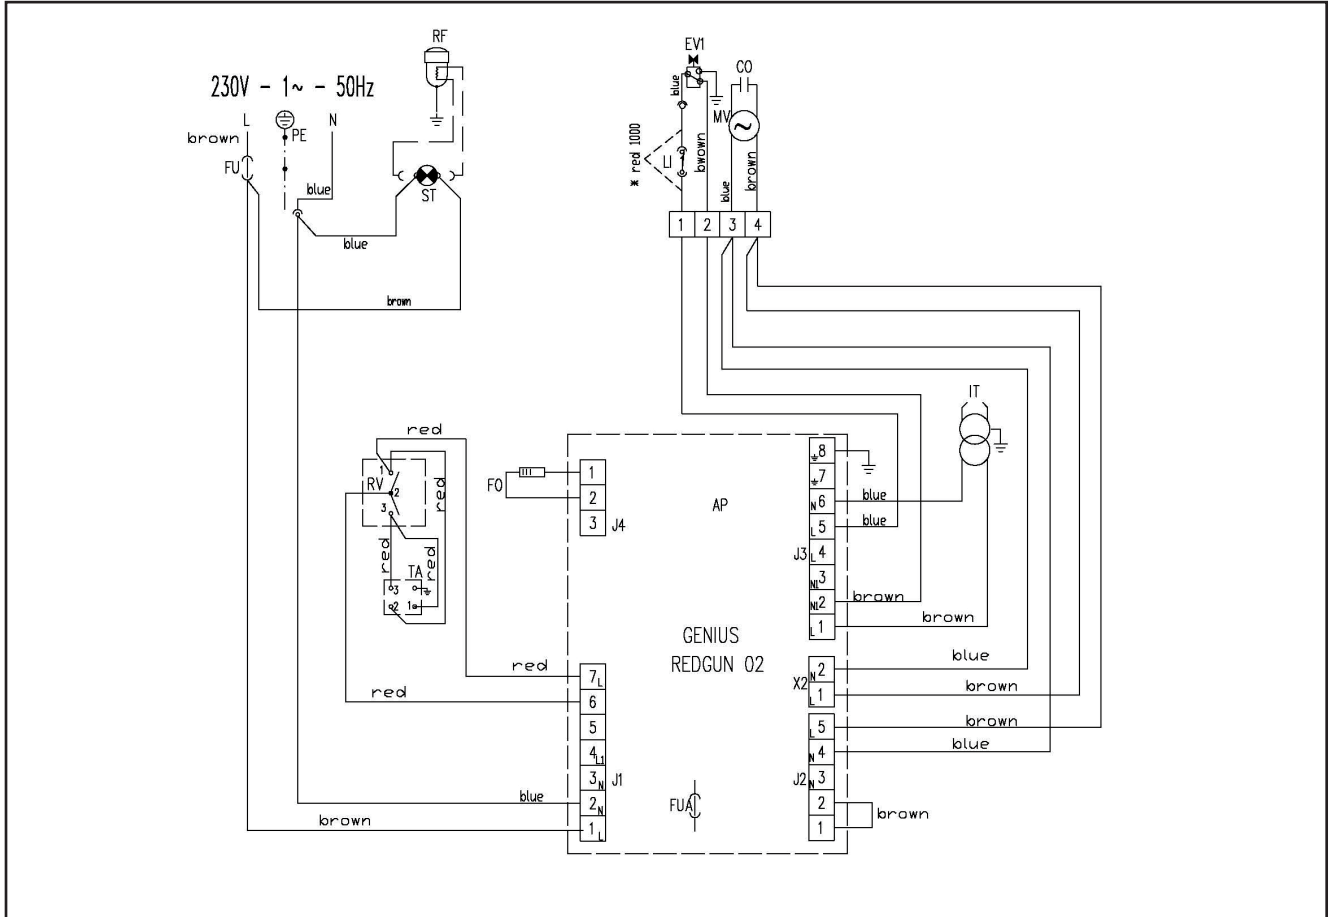 RF
230V - 1~ - 50Hz
L
PE
N
brown
FU
blue
ST
blue
brown
EV1
CO
blue
MV
* red 1000
LI
bwown
blue
brown
1 2 3 4
IT
red
1
RV
2
3
red
red
red
TA
3
2 1
FO
1
2
3 J4
AP
8
7
N 6
blue
L 5
blue
J3 L 4
N1 3
N1 2
brown
L 1
brown
GENIUS
REDGUN 02
red
7 L
red
6
5
4 L1
3 N J1
blue
2 N
brown
1 L
X2 N 2
blue
L 1
brown
L 5
brown
N 4
blue
J2 N 3
2
1
brown
FUA